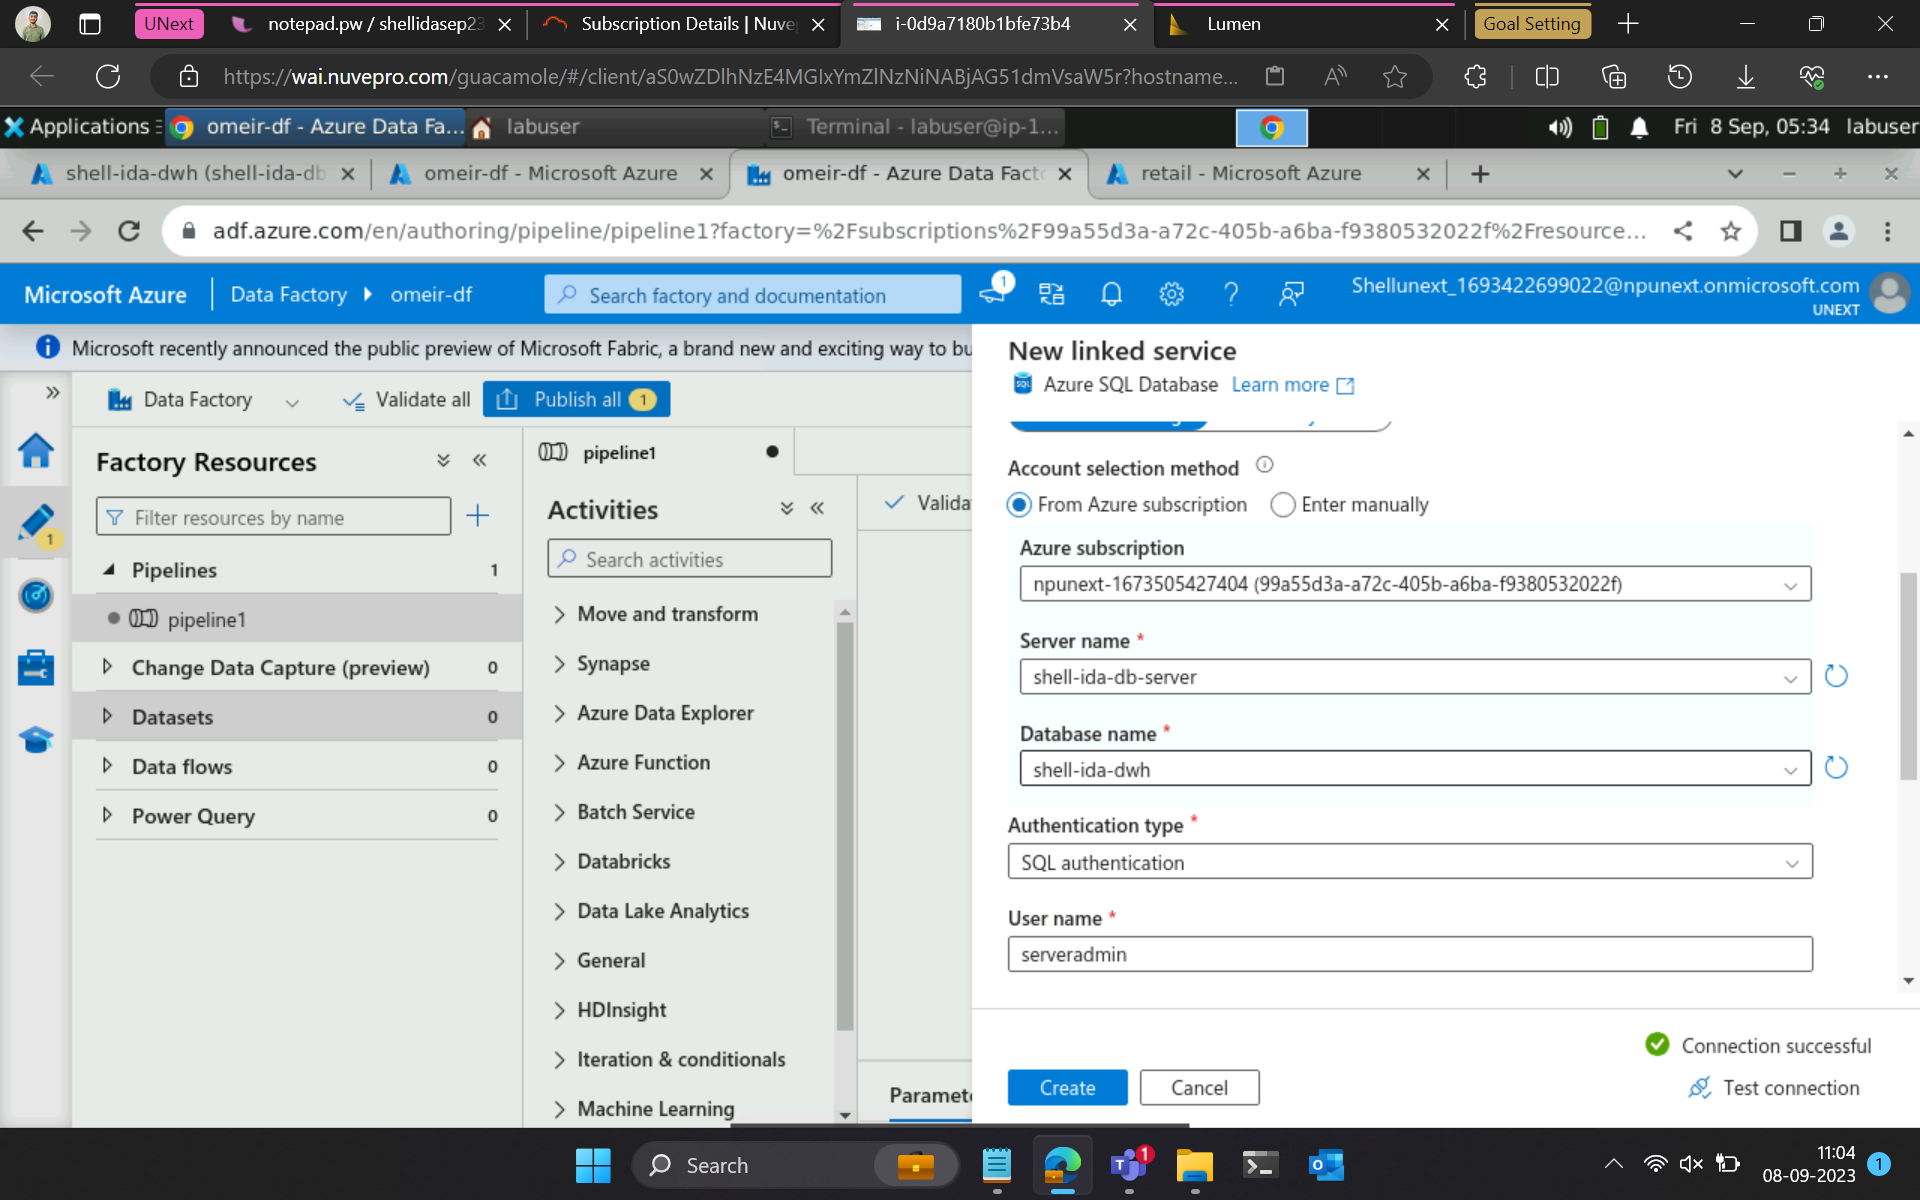 UNext
notepad.pw / shellidasep23
Subscription Details | Nuve
i-0d9a7180b1bfe73b4
Lumen
Goal Setting
https://wai.nuvepro.com/guacamole/#/client/aS0wZDlhNzE4MGIxYmZlNzNiNABjAG51dmVsaW5r?hostname...
Applications
omeir-df - Azure Data Fa...
labuser
Terminal - labuser@ip-1...
Fri 8 Sep, 05:34 labuser
shell-ida-dwh (shell-ida-db
omeir-df - Microsoft Azure
omeir-df - Azure Data Facto
retail - Microsoft Azure
adf.azure.com/en/authoring/pipeline/pipeline1?factory=%2Fsubscriptions%2F99a55d3a-a72c-405b-a6ba-f9380532022f%2Fresource...
Microsoft Azure
Data Factory
omeir-df
Search factory and documentation
1
Shellunext_1693422699022@npunext.onmicrosoft.com
UNEXT
Microsoft recently announced the public preview of Microsoft Fabric, a brand new and exciting way to bu
Data Factory
Validate all
Publish all 1
Factory Resources
Filter resources by name
1
Pipelines 1
pipeline1
Change Data Capture (preview) 0
Datasets 0
Data flows 0
Power Query 0
pipeline1
Activities
Search activities
Move and transform
Synapse
Azure Data Explorer
Azure Function
Batch Service
Databricks
Data Lake Analytics
General
HDInsight
Iteration & conditionals
Machine Learning
Valida
Paramet
New linked service
SQL
Azure SQL Database Learn more
Account selection method
From Azure subscription
Enter manually
Azure subscription
npunext-1673505427404 (99a55d3a-a72c-405b-a6ba-f9380532022f)
Server name *
shell-ida-db-server
Database name *
shell-ida-dwh
Authentication type *
SQL authentication
User name *
serveradmin
Connection successful
Create
Cancel
Test connection
Search
1
11:04
08-09-2023
1